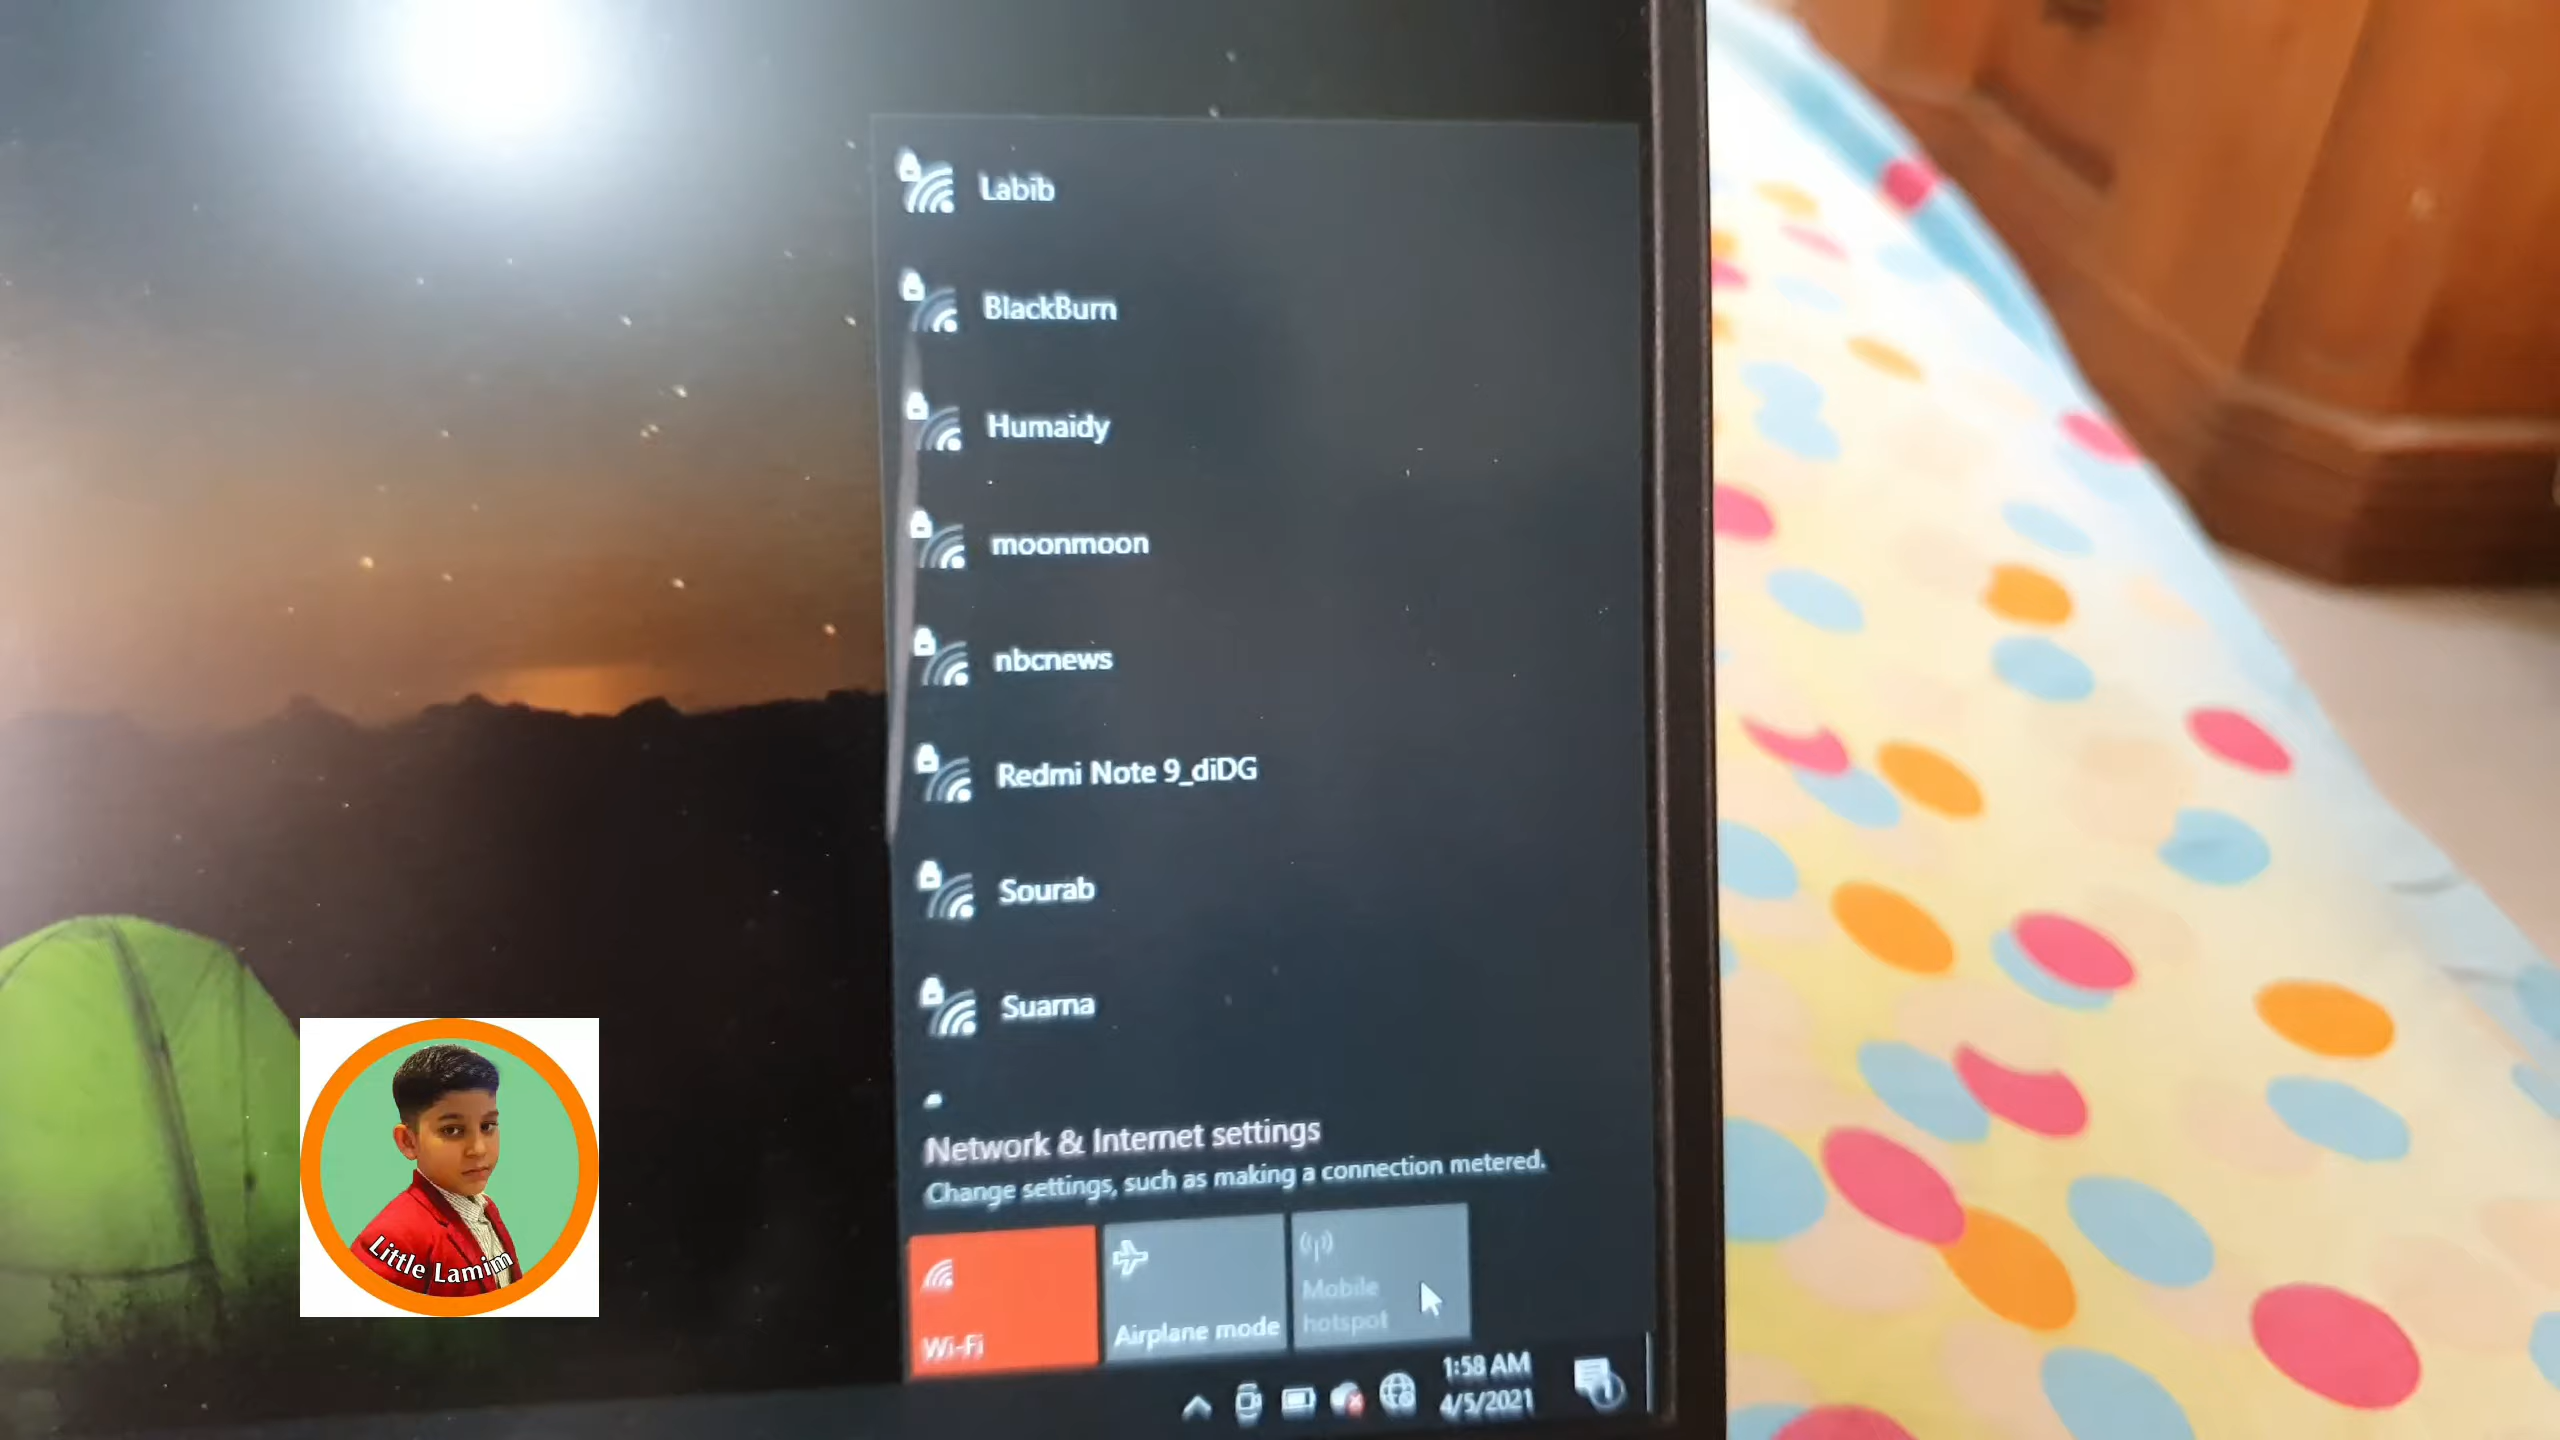 Labib
BlackBurn
Humaidy
moonmoon
nbcnews
Redmi Note 9_diDG
Sourab
Suarna
Network & Internet settings
Change settings, such as making a connection metered.
Wi-Fi
Airplane mode
Mobile
hotspot
1:58 AM
4/5/2021
Little Lamim